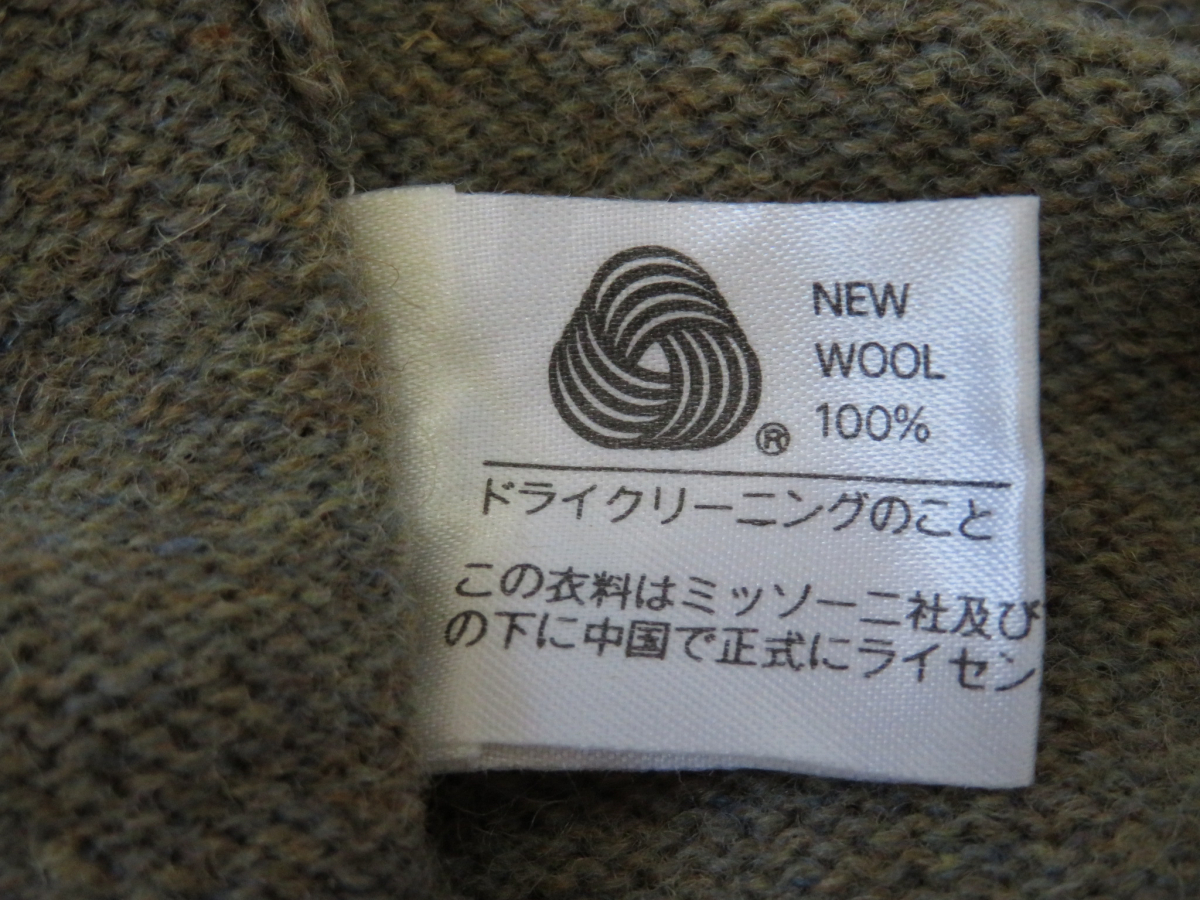 NEW
WOOL
100%
®
ドライクリーニングのこと
この衣料はミッソーニ社及び
の下に中国で正式にライセン